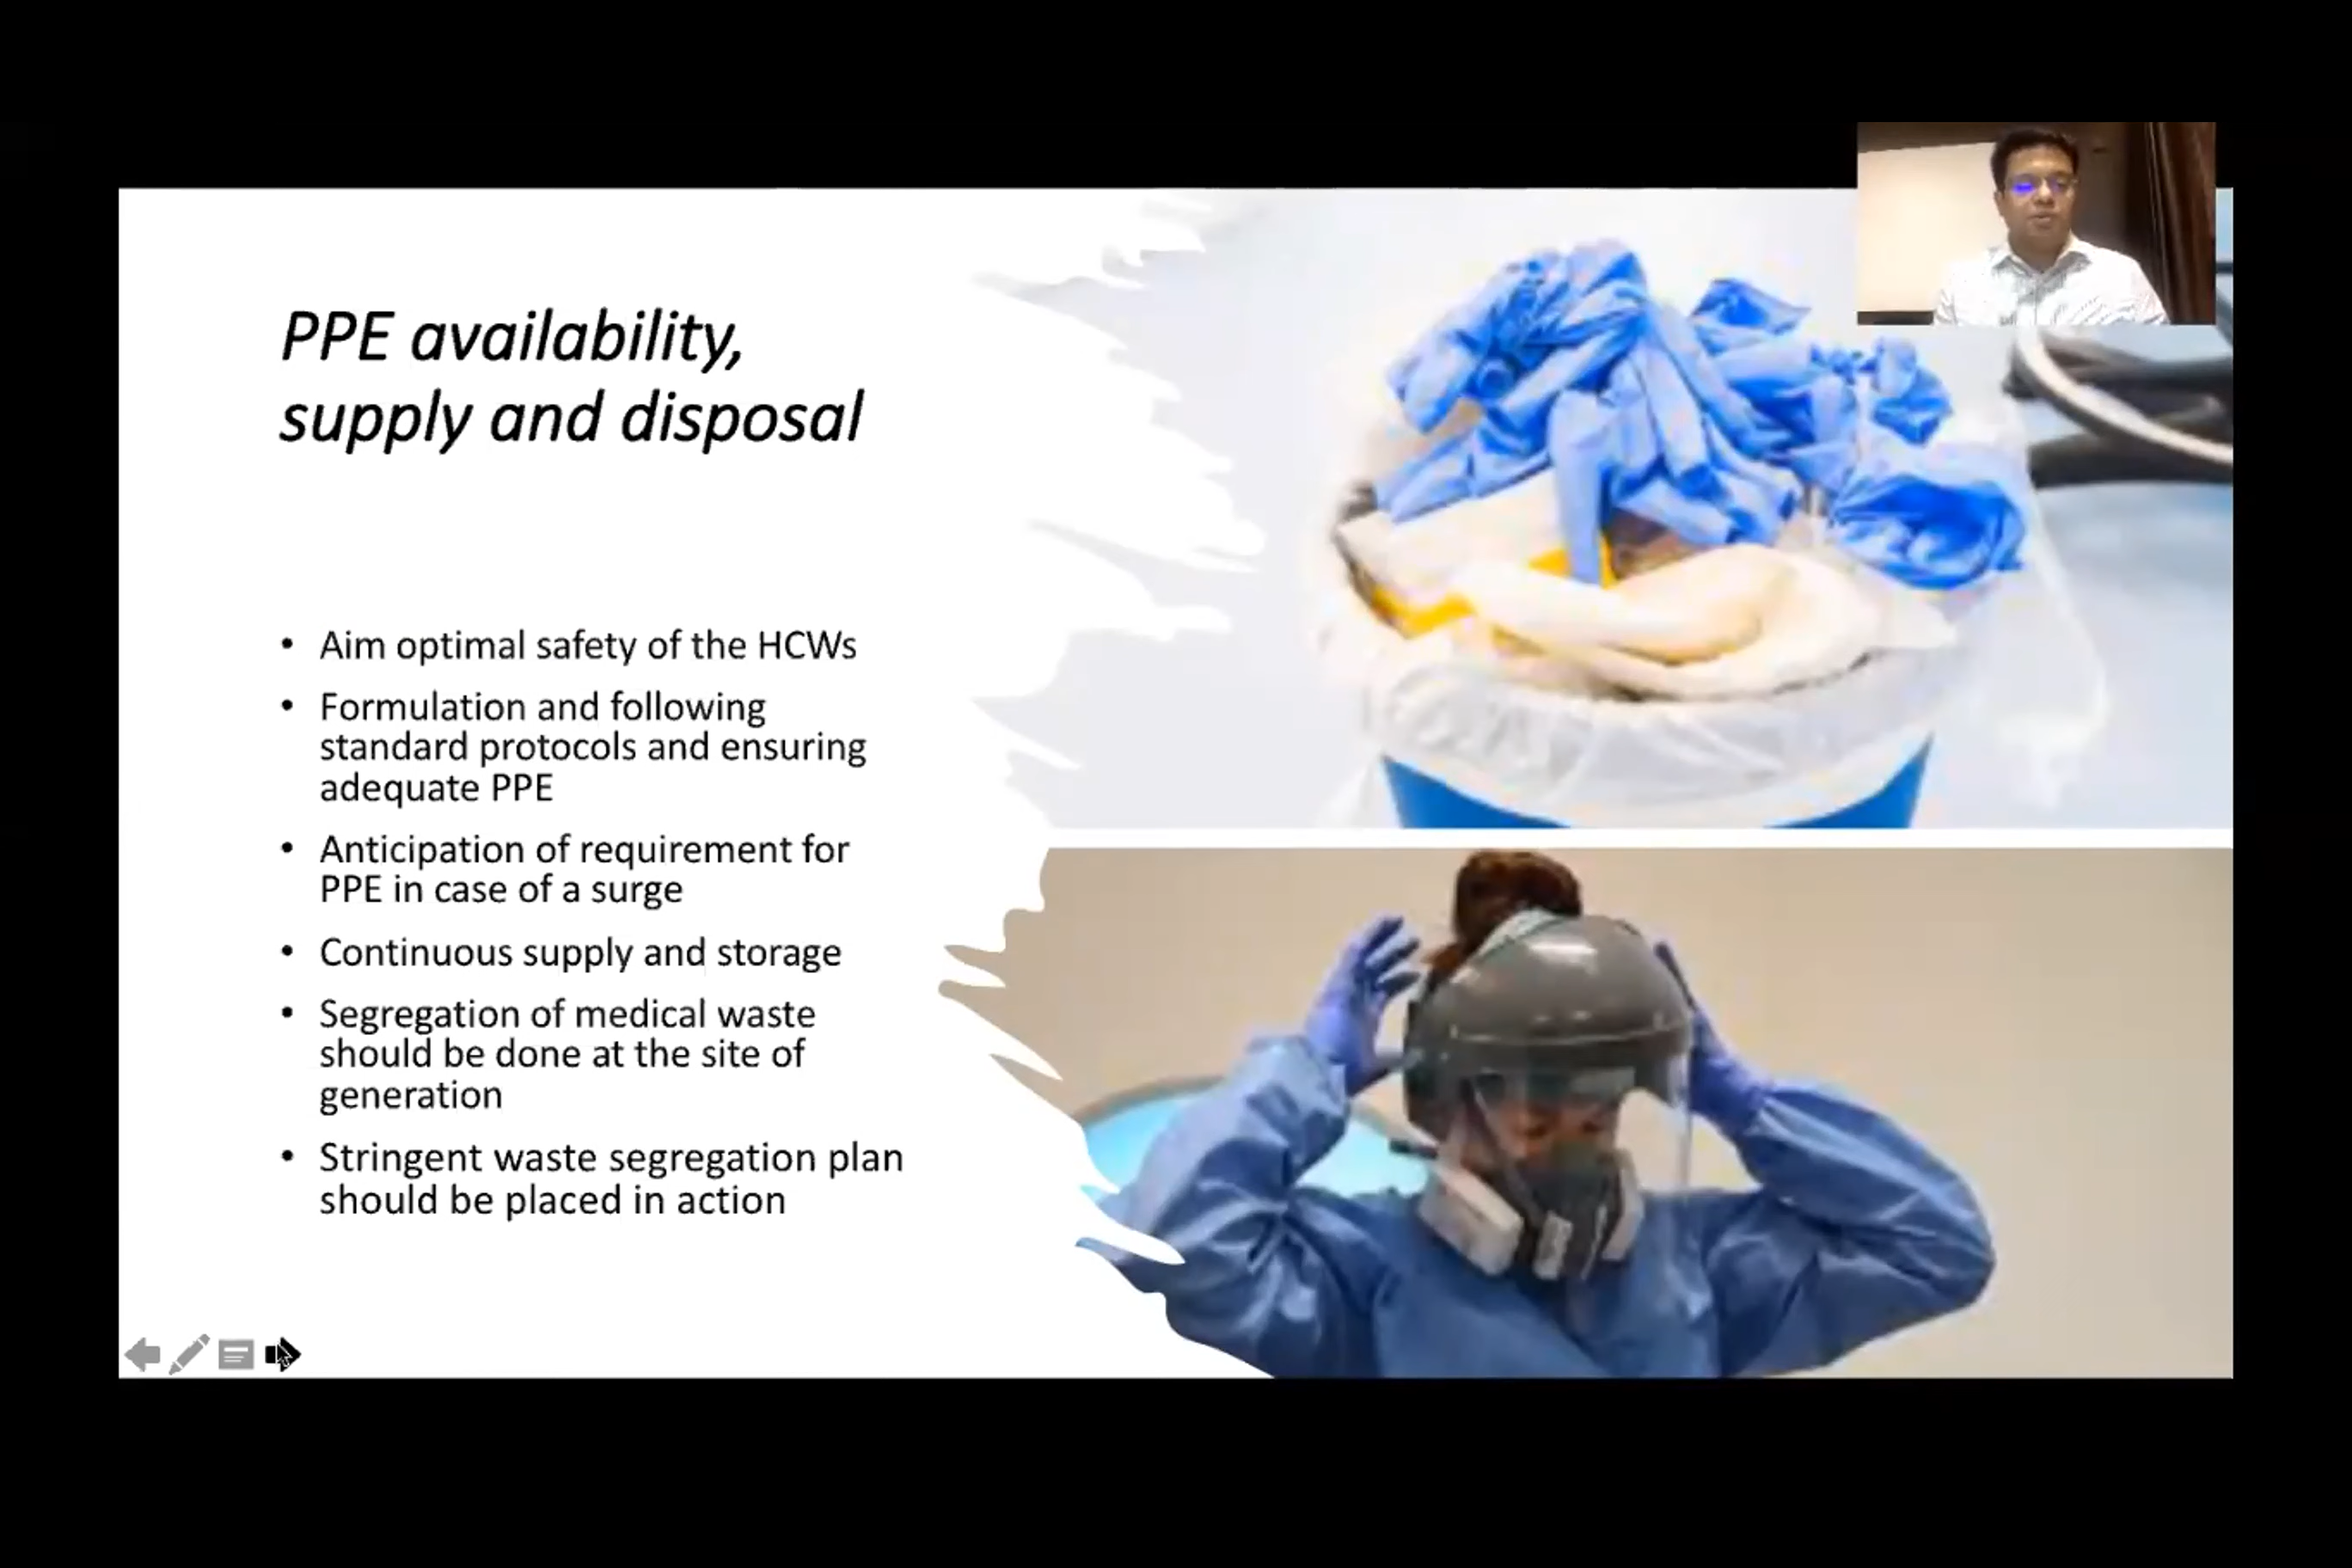 PPE availability,
supply and disposal
• Aim optimal safety of the HCWs
• Formulation and following
standard protocols and ensuring
adequate PPE
• Anticipation of requirement for
PPE in case of a surge
• Continuous supply and storage
• Segregation of medical waste
should be done at the site of
generation
• Stringent waste segregation plan
should be placed in action